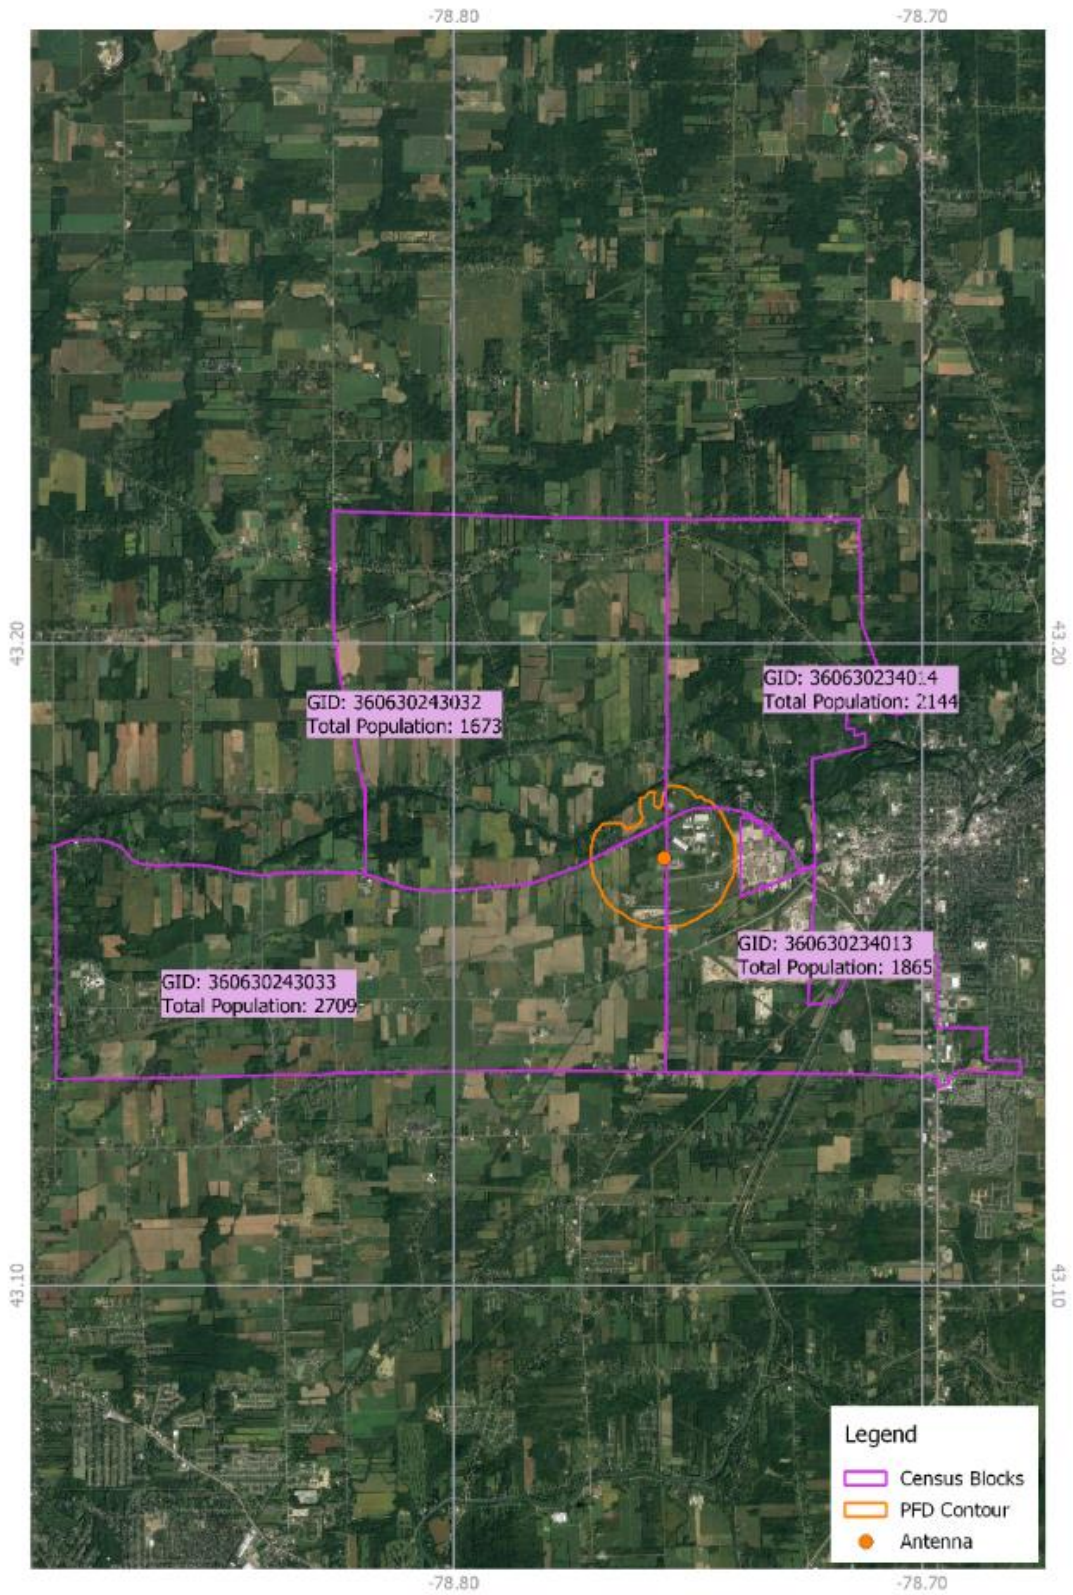 -78.80
-78.70
43.20
43.20
GID: 360630234014
Total Population: 2144
GID: 360630243032
Total Population: 1673
GID: 360630234013
Total Population: 1865
GID: 360630243033
Total Population: 2709
43.10
43.10
Legend
Census Blocks
PFD Contour
Antenna
-78.80
-78.70